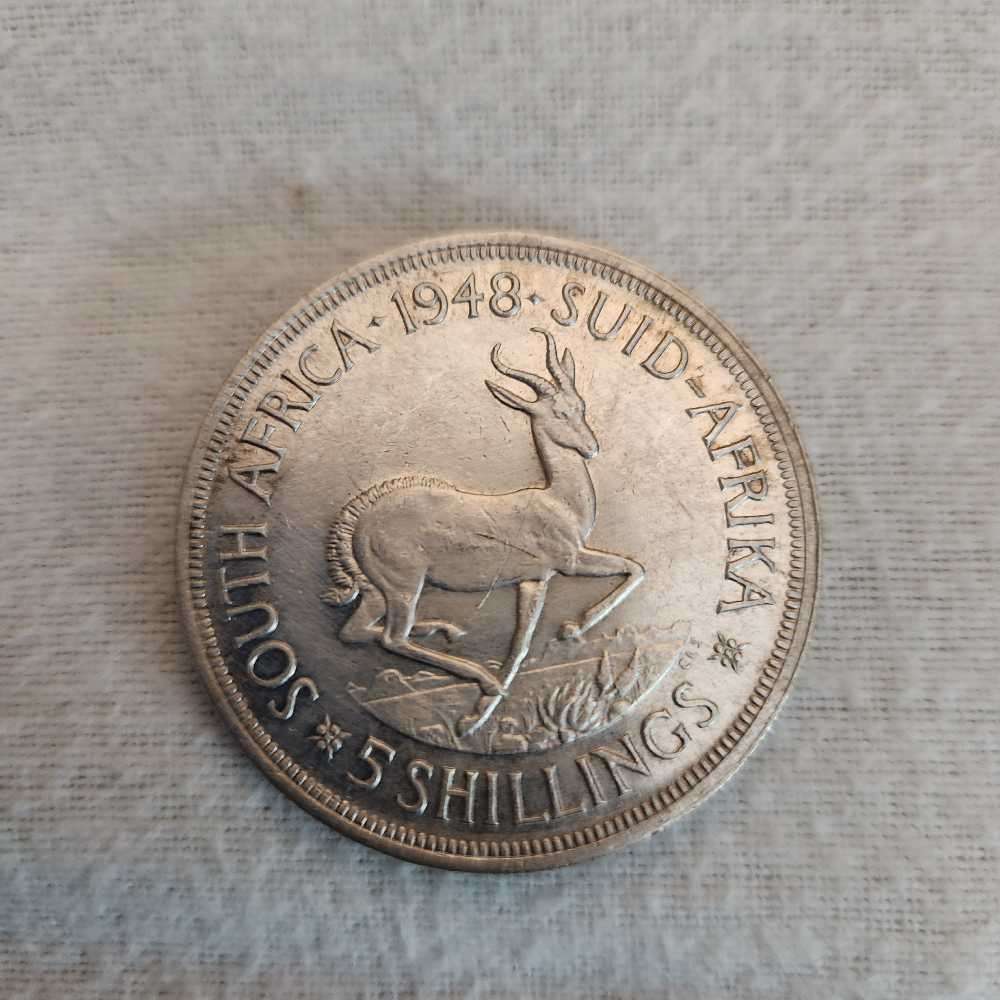 SOUTH AFRICA · 1948 · SUID-AFRIKA
5 SHILLINGS